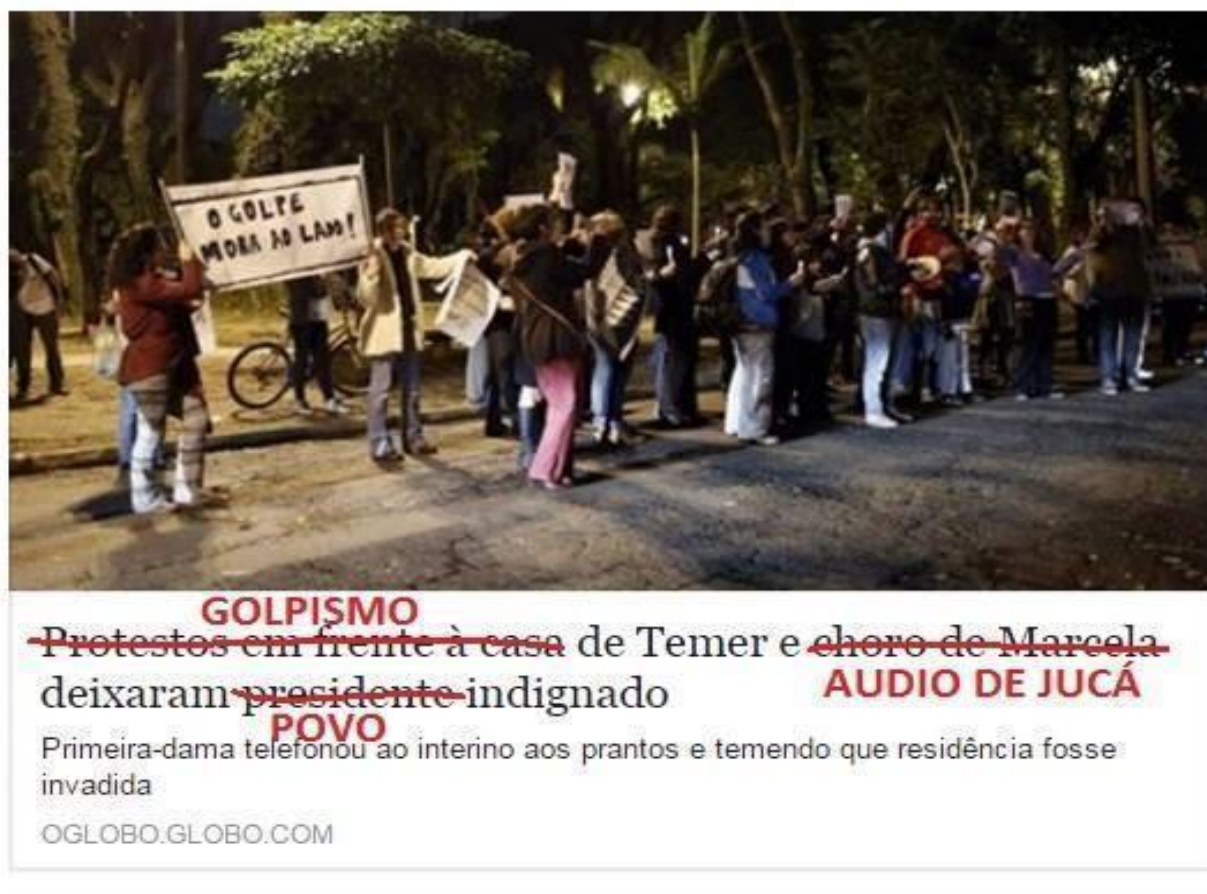 O GOLPE
MORA AO LADO!
GOLPISMO
Protestos em frente à casa de Temer e choro de Marcela
AUDIO DE JUCÁ
deixaram presidente indignado
POVO
Primeira-dama telefonou ao interino aos prantos e temendo que residência fosse
invadida
OGLOBO.GLOBO.COM